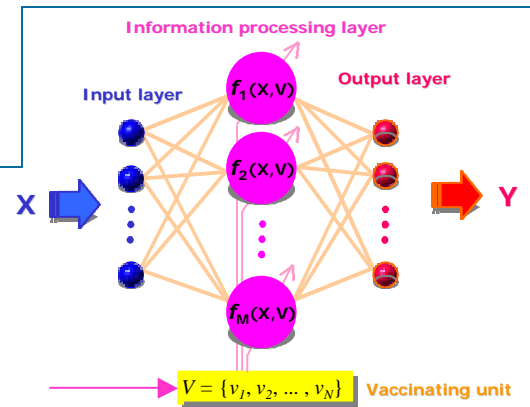 Information processing layer
f1(X,V)
Output layer
Input layer
f2(X,V)
X
Y
fM(X,V)
V = {v1, v2, ... , vN}
Vaccinating unit